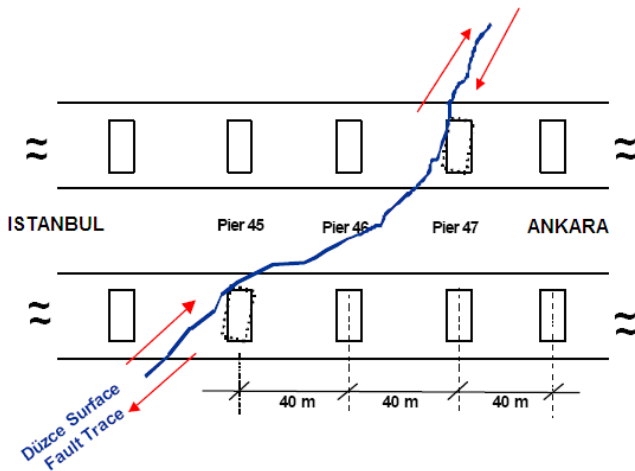 ISTANBUL
Pier 45
Pier 46
Pier 47
ANKARA
40 m
40 m
40 m
Düzce Surface
Fault Trace